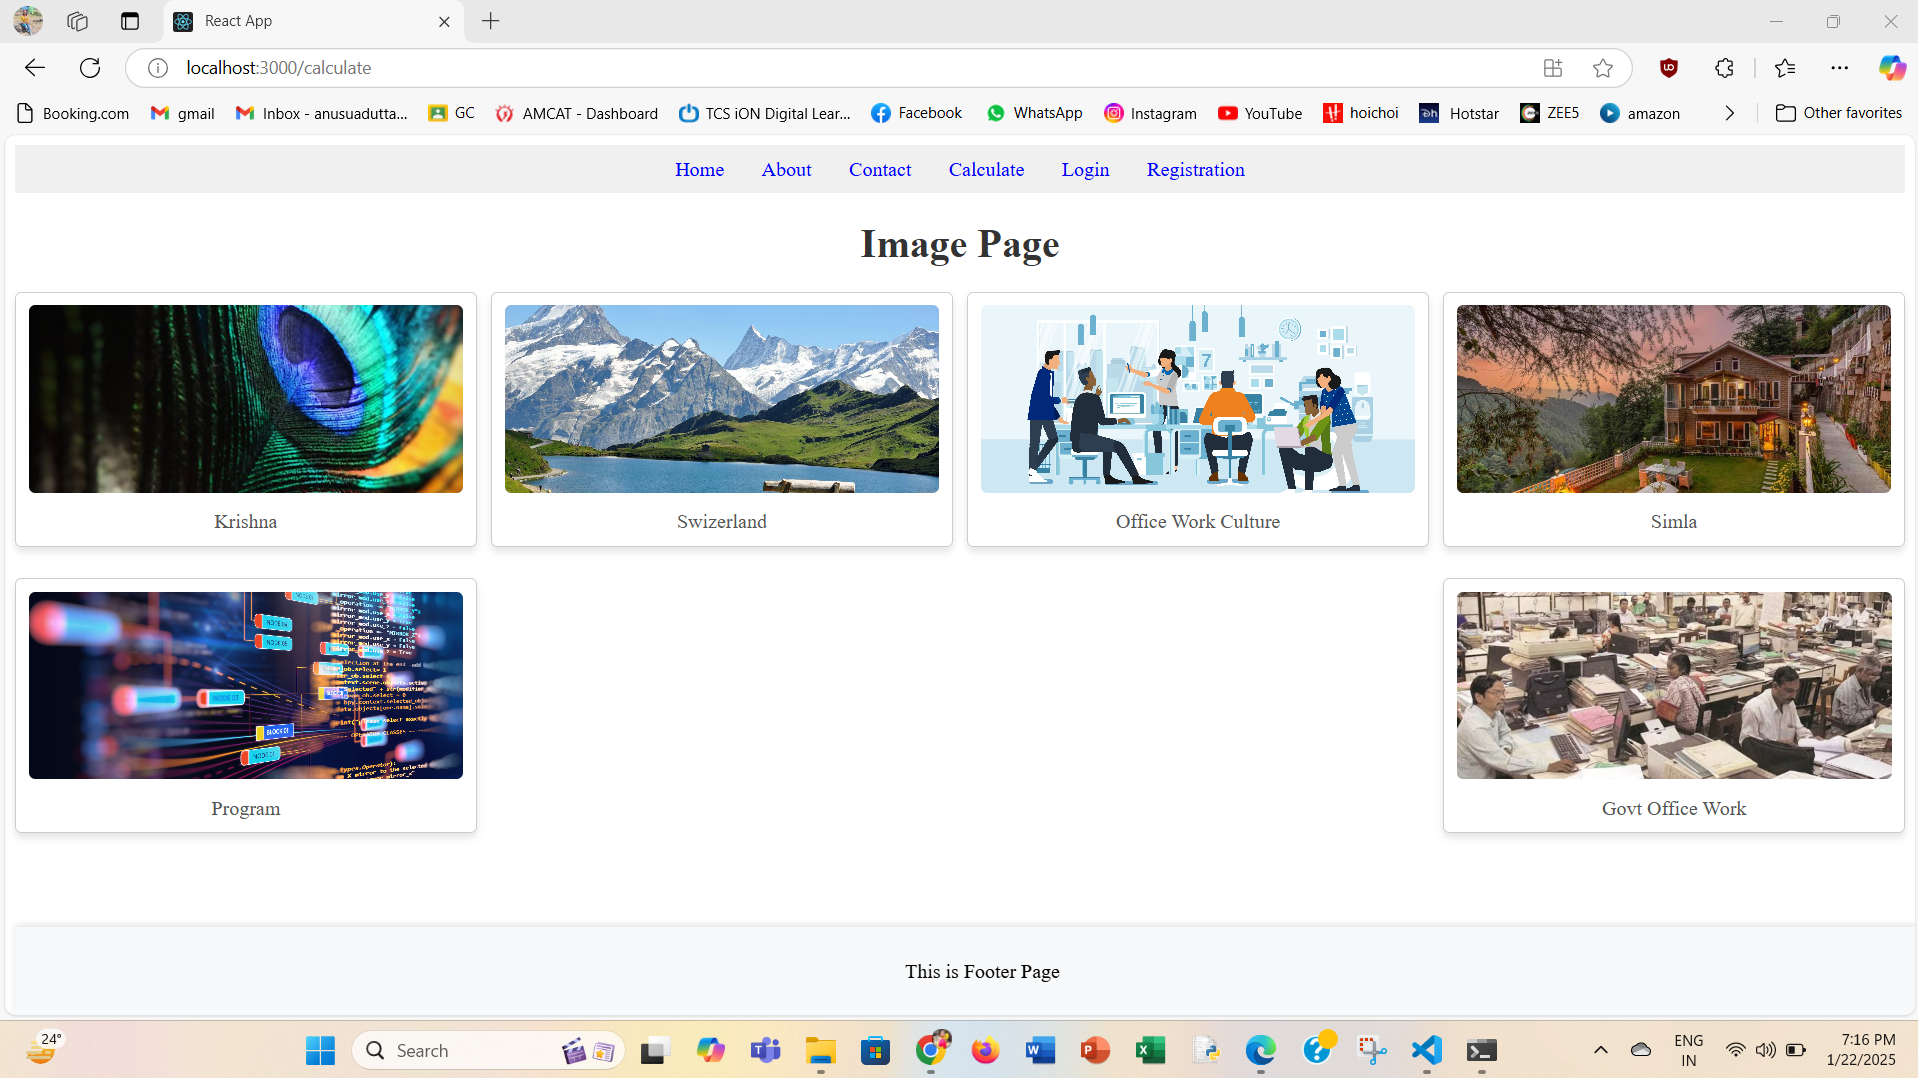 React App
localhost:3000/calculate
Booking.com
gmail
Inbox - anusuadutta...
GC
AMCAT - Dashboard
TCS iON Digital Lear...
Facebook
WhatsApp
Instagram
YouTube
hoichoi
Hotstar
ZEE5
amazon
Other favorites
Home
About
Contact
Calculate
Login
Registration
Image Page
Krishna
Swizerland
Office Work Culture
Simla
Program
Govt Office Work
This is Footer Page
24°
Search
ENG
IN
7:16 PM
1/22/2025